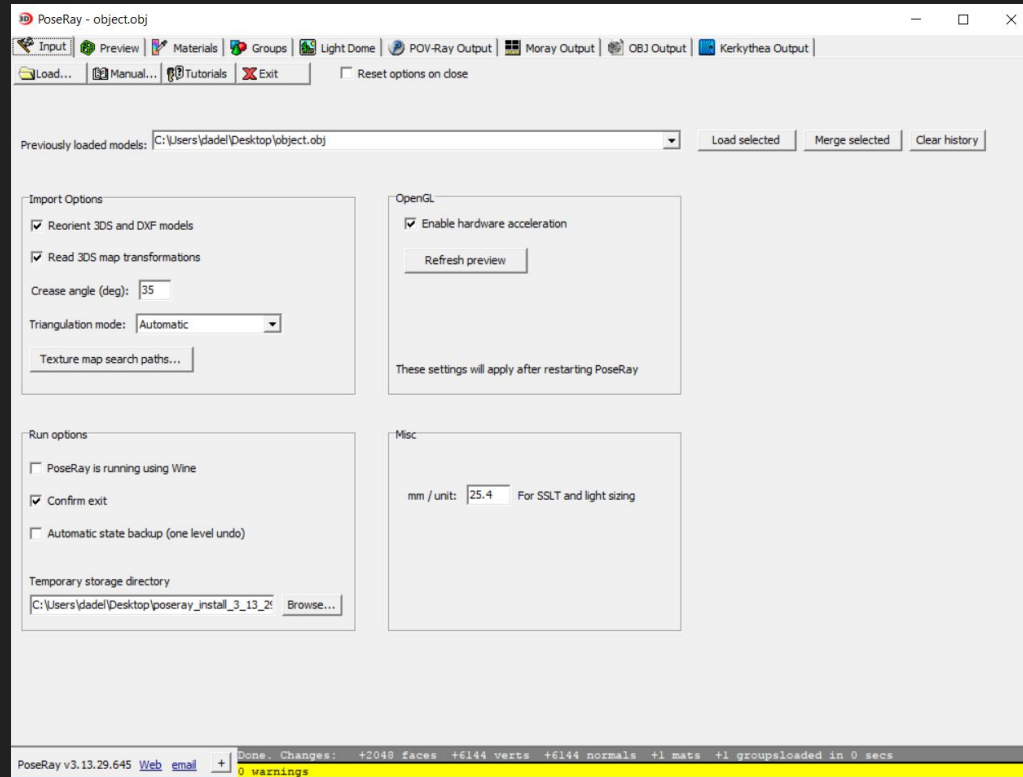 PoseRay - object.obj
Input Preview Materials Groups Light Dome POV-Ray Output Moray Output OBJ Output Kerkythea Output
Load... Manual... Tutorials Exit Reset options on close
Previously loaded models: C:\Users\dadel\Desktop\object.obj Load selected Merge selected Clear history
Import Options
Reorient 3DS and DXF models
Read 3DS map transformations
Crease angle (deg): 35
Triangulation mode: Automatic
Texture map search paths...
OpenGL
Enable hardware acceleration
Refresh preview
These settings will apply after restarting PoseRay
Run options
PoseRay is running using Wine
Confirm exit
Automatic state backup (one level undo)
Temporary storage directory
C:\Users\dadel\Desktop\poseray_install_3_13_29 Browse...
Misc
mm / unit: 25.4 For SSLT and light sizing
PoseRay v3.13.29.645 Web email +
Done. Changes: +2048 faces +6144 verts +6144 normals +1 mats +1 groupsloaded in 0 secs
0 warnings